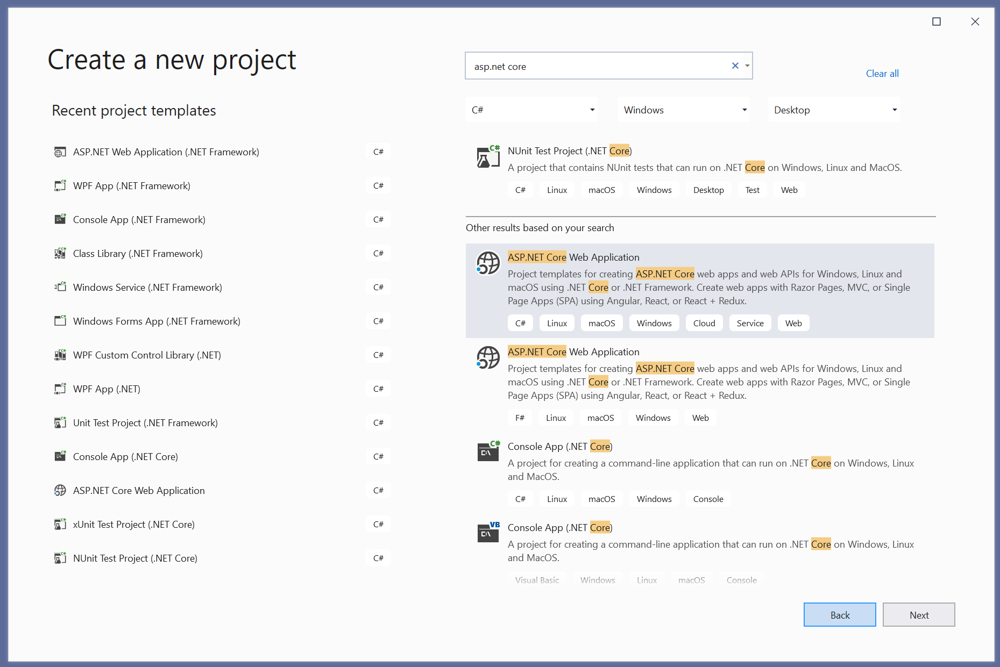 Create a new project
asp.net core
Clear all
C#
Windows
Desktop
Recent project templates
ASP.NET Web Application (.NET Framework) C#
WPF App (.NET Framework) C#
Console App (.NET Framework) C#
Class Library (.NET Framework) C#
Windows Service (.NET Framework) C#
Windows Forms App (.NET Framework) C#
WPF Custom Control Library (.NET) C#
WPF App (.NET) C#
Unit Test Project (.NET Framework) C#
Console App (.NET Core) C#
ASP.NET Core Web Application C#
xUnit Test Project (.NET Core) C#
NUnit Test Project (.NET Core) C#
C#
NUnit Test Project (.NET Core)
A project that contains NUnit tests that can run on .NET Core on Windows, Linux and MacOS.
C# Linux macOS Windows Desktop Test Web
Other results based on your search
ASP.NET Core Web Application
Project templates for creating ASP.NET Core web apps and web APIs for Windows, Linux and
macOS using .NET Core or .NET Framework. Create web apps with Razor Pages, MVC, or Single
Page Apps (SPA) using Angular, React, or React + Redux.
C# Linux macOS Windows Cloud Service Web
ASP.NET Core Web Application
Project templates for creating ASP.NET Core web apps and web APIs for Windows, Linux and
macOS using .NET Core or .NET Framework. Create web apps with Razor Pages, MVC, or Single
Page Apps (SPA) using Angular, React, or React + Redux.
F# Linux macOS Windows Web
C#
C:\
Console App (.NET Core)
A project for creating a command-line application that can run on .NET Core on Windows, Linux
and MacOS.
C# Linux macOS Windows Console
VB
C:\
Console App (.NET Core)
A project for creating a command-line application that can run on .NET Core on Windows, Linux
and MacOS.
Visual Basic Windows Linux macOS Console
Back
Next